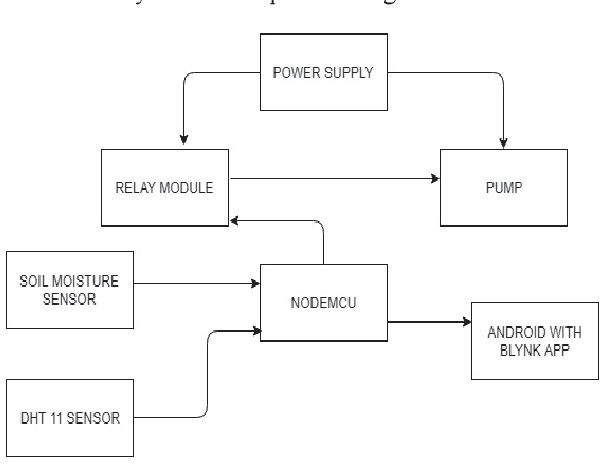 POWER SUPPLY
RELAY MODULE
PUMP
SOIL MOISTURE
SENSOR
NODEMCU
ANDROID WITH
BLYNK APP
DHT 11 SENSOR